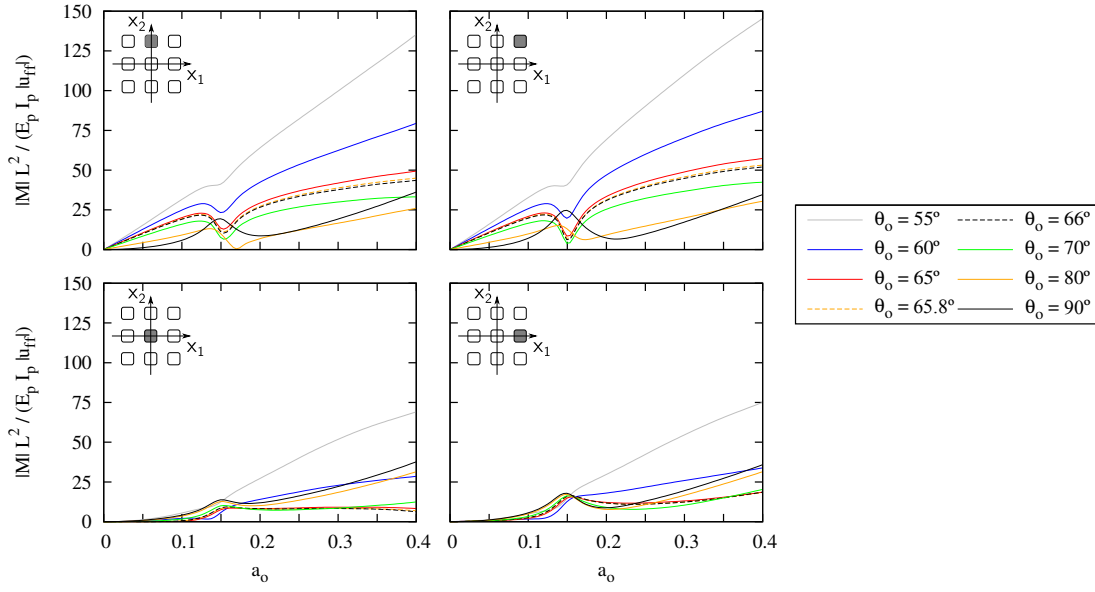 150
125
100
75
50
25
0
|M| L² / (E_p I_p |u_ff|)
x₂
x₁
x₂
x₁
150
125
100
75
50
25
0
|M| L² / (E_p I_p |u_ff|)
0 0.1 0.2 0.3 0.4
a_o
x₂
x₁
0 0.1 0.2 0.3 0.4
a_o
x₂
x₁
θ_o = 55º
θ_o = 60º
θ_o = 65º
θ_o = 65.8º
θ_o = 66º
θ_o = 70º
θ_o = 80º
θ_o = 90º